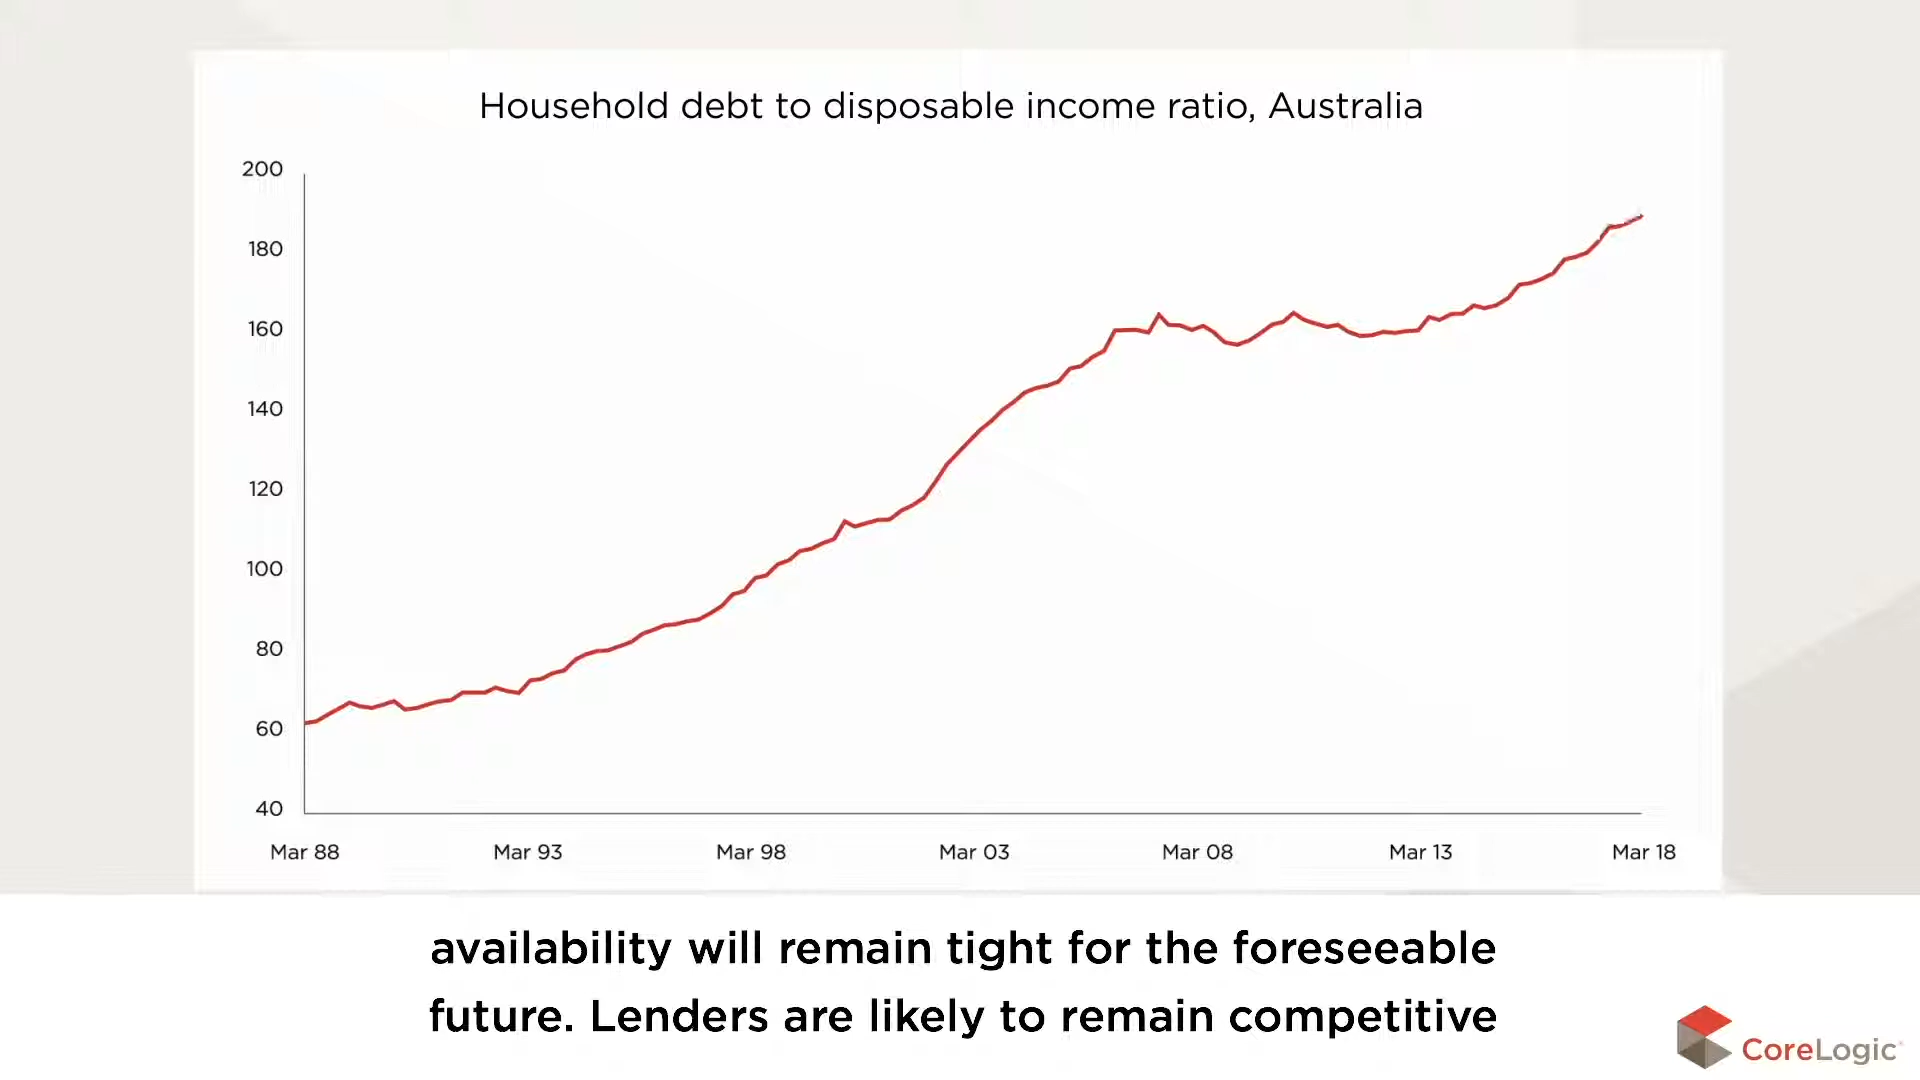 Household debt to disposable income ratio, Australia
200
180
160
140
120
100
80
60
40
Mar 88 Mar 93 Mar 98 Mar 03 Mar 08 Mar 13 Mar 18
availability will remain tight for the foreseeable
future. Lenders are likely to remain competitive
CoreLogic